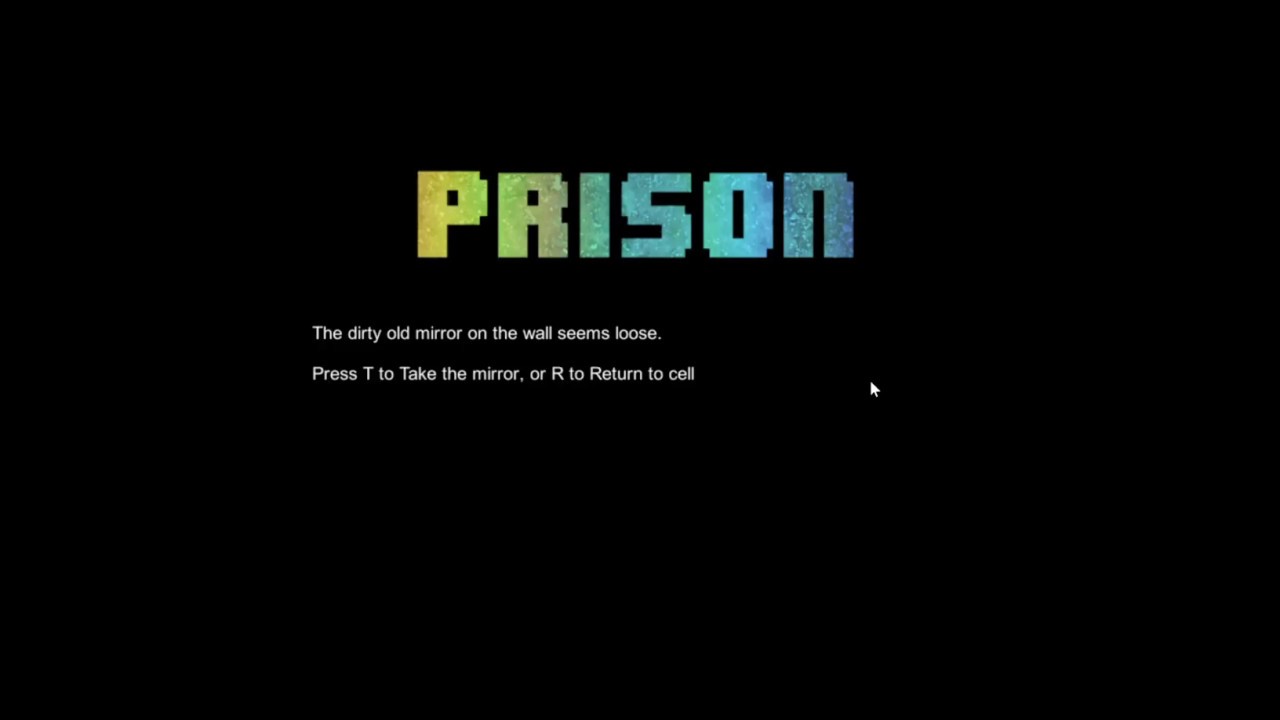 PRISON
The dirty old mirror on the wall seems loose.
Press T to Take the mirror, or R to Return to cell